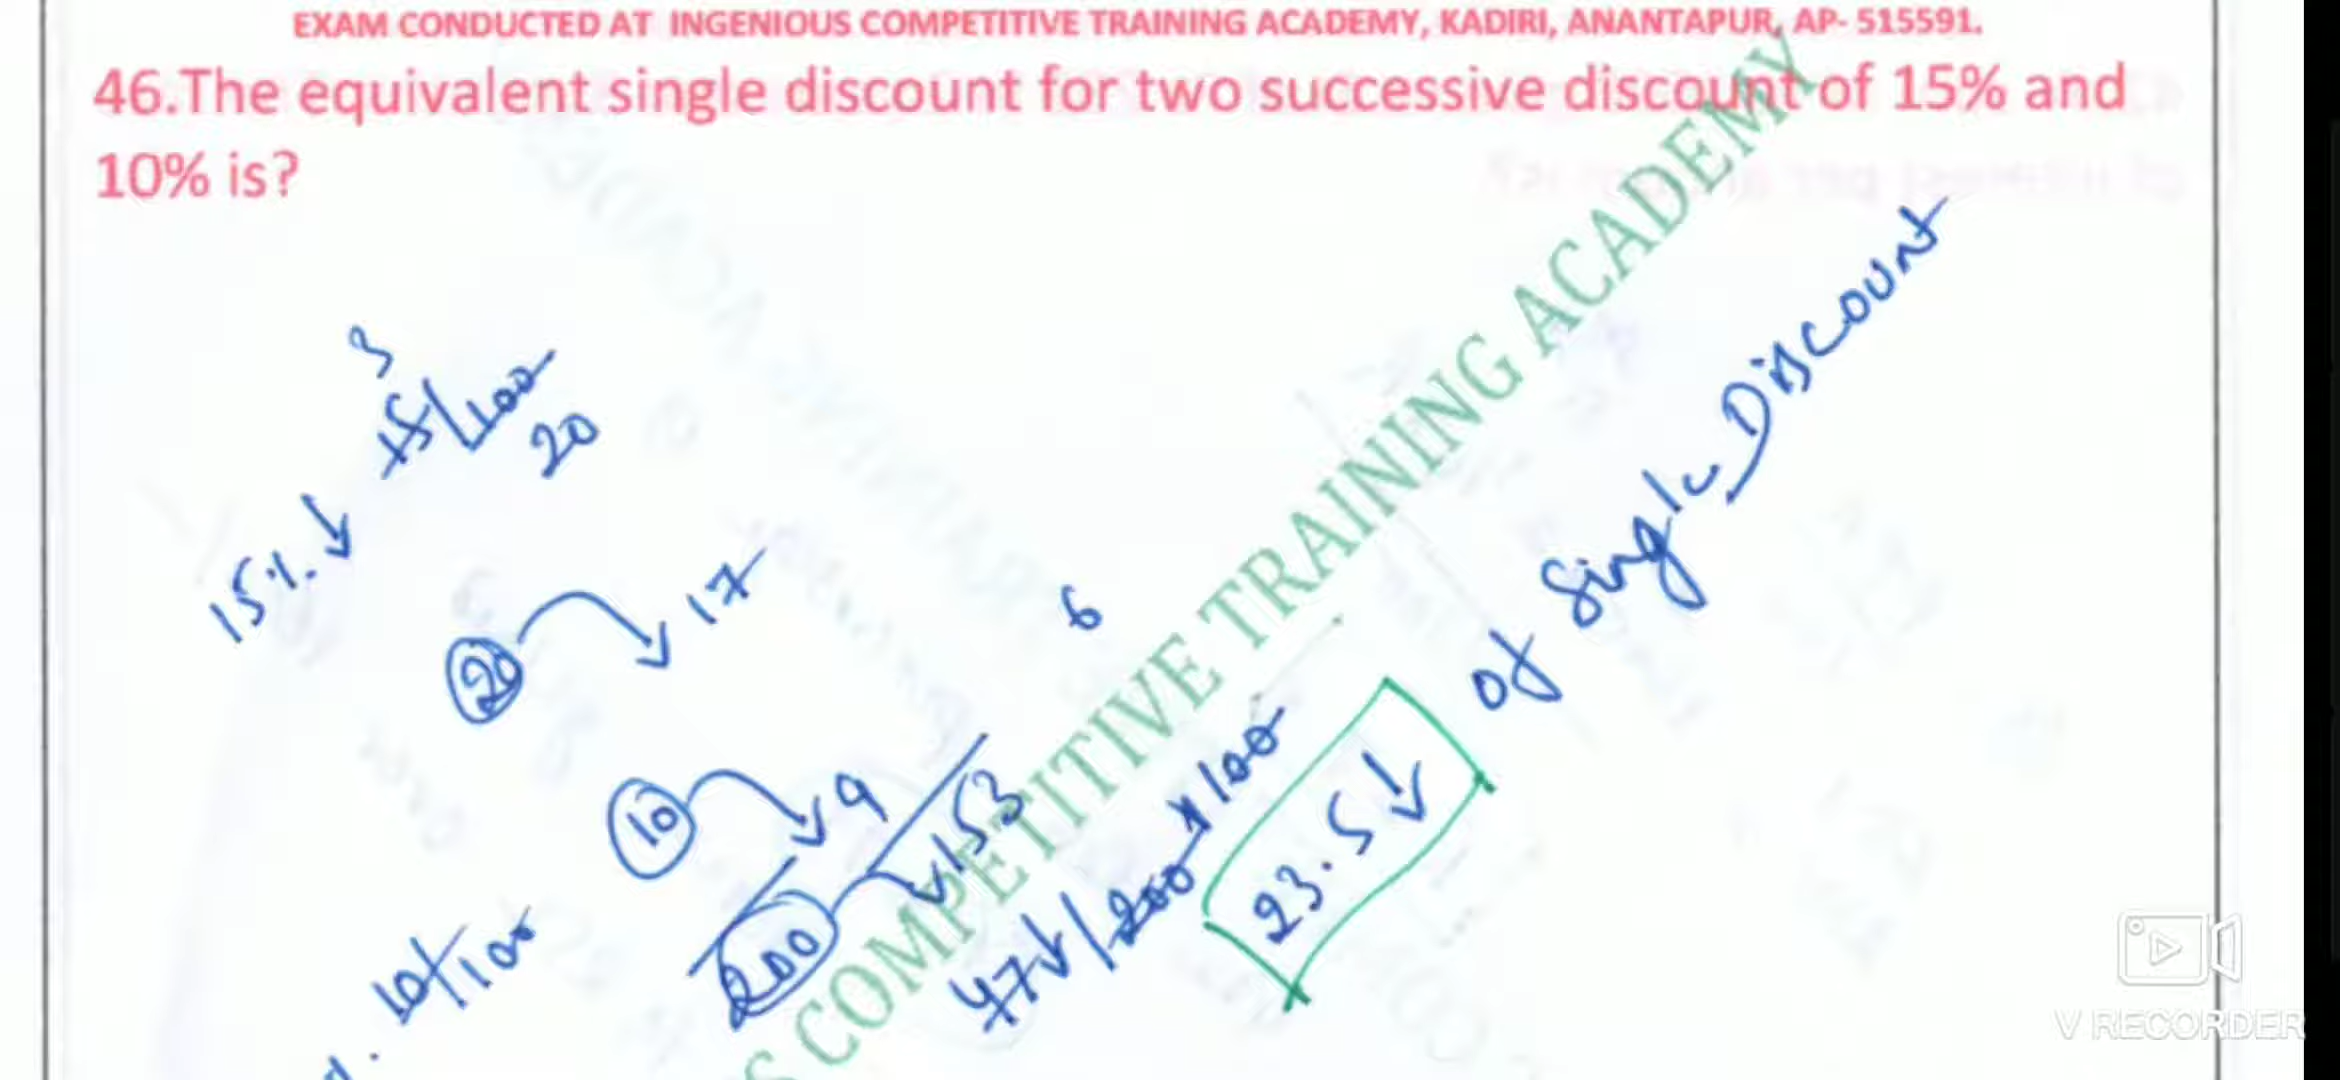 EXAM CONDUCTED AT INGENIOUS COMPETITIVE TRAINING ACADEMY, KADIRI, ANANTAPUR, AP- 515591.
46.The equivalent single discount for two successive discount of 15% and
10% is?
3
15/100
20
15% ↓
20 → 17
6
10 → 9
200 → 153
47↓/200 x 100
23.5↓
of Single Discount
10/100
S COMPETITIVE TRAINING ACADEMY
V RECORDER